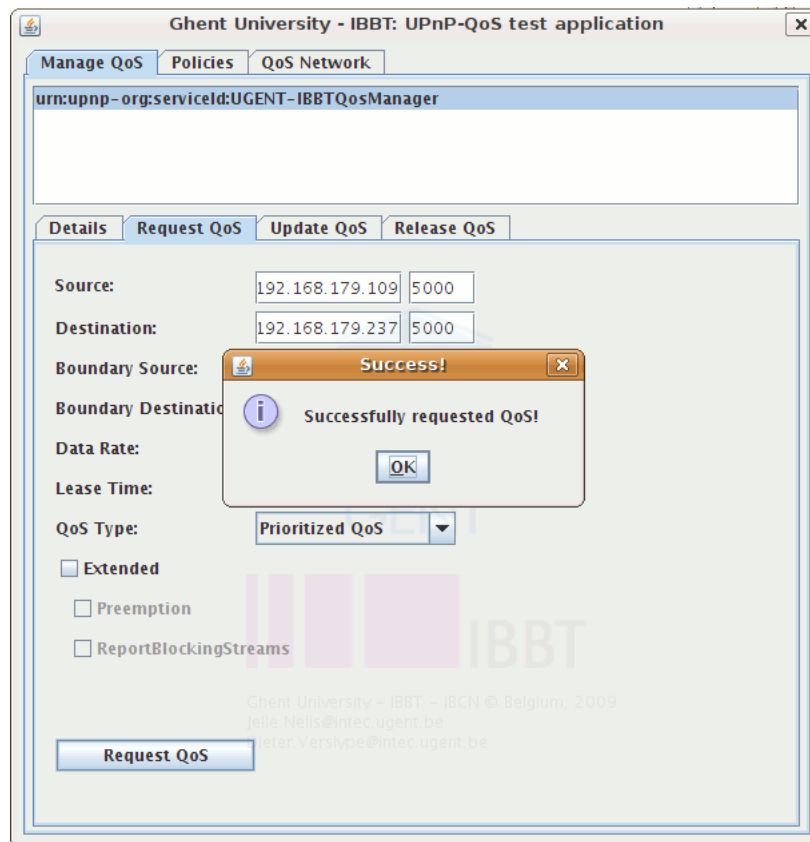 Ghent University - IBBT: UPnP-QoS test application
Manage QoS Policies QoS Network
urn:upnp-org:serviceId:UGENT-IBBTQosManager
Details Request QoS Update QoS Release QoS
Source: 192.168.179.109 5000
Destination: 192.168.179.237 5000
Boundary Source:
Success!
Boundary Destinatio
Successfully requested QoS!
Data Rate:
OK
Lease Time:
GENT
QoS Type: Prioritized QoS
Extended
Preemption
ReportBlockingStreams
IBBT
Ghent University - IBBT - IBCN © Belgium, 2009
Jelle.Nelis@intec.ugent.be
Dieter.Verslype@intec.ugent.be
Request QoS